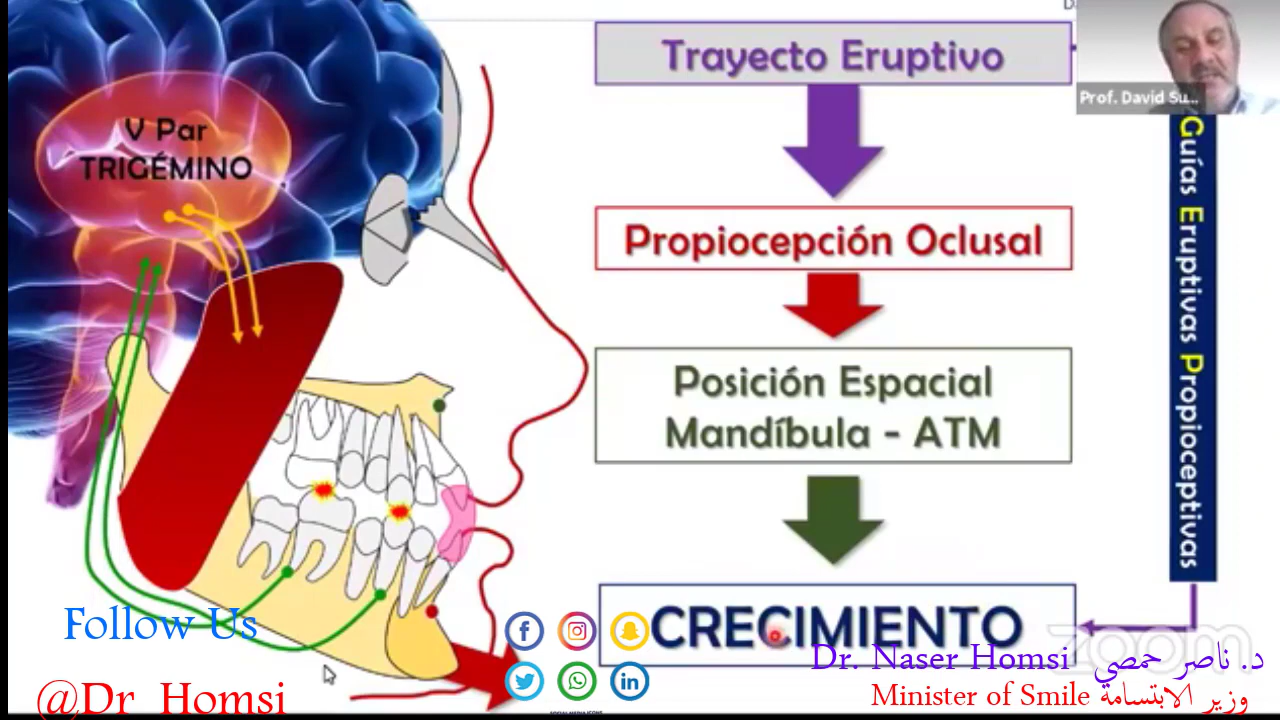 Trayecto Eruptivo
Prof. David Su...
V Par
TRIGÉMINO
Propiocepción Oclusal
Posición Espacial
Mandíbula - ATM
CRECIMIENTO
Guías Eruptivas Propioceptivas
zoom
Follow Us
@Dr_Homsi
Dr. Naser Homsi د. ناصر حمصي
Minister of Smile وزير الابتسامة